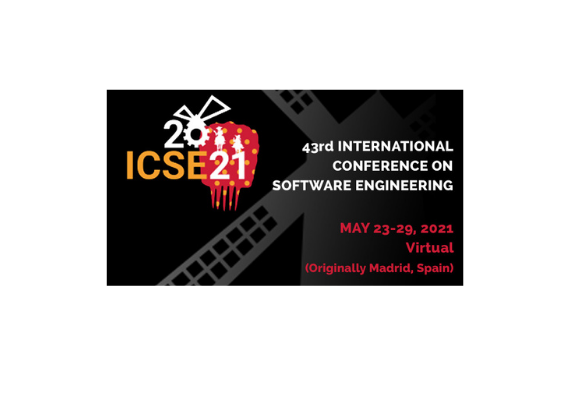 20
ICSE21
43rd INTERNATIONAL
CONFERENCE ON
SOFTWARE ENGINEERING
MAY 23-29, 2021
Virtual
(Originally Madrid, Spain)